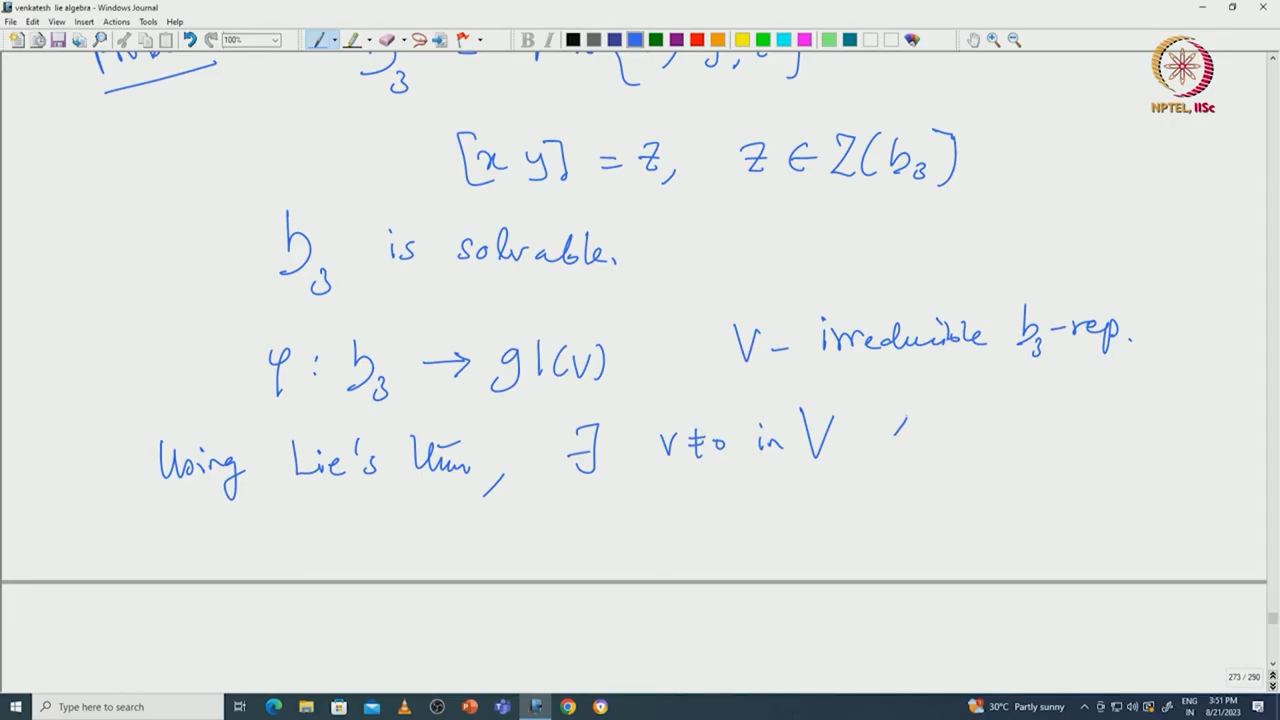 venkatesh lie algebra - Windows Journal
File Edit View Insert Actions Tools Help
100%
B I
NPTEL, IISc
3
[x y] = z, z ∈ Z(b₃)
b₃ is solvable.
φ : b₃ → gl(V) V – irreducible b₃-rep.
Using Lie's thm, ∃ v≠0 in V ,
273 / 290
Type here to search
30°C Partly sunny
ENG
IN
3:51 PM
8/21/2023